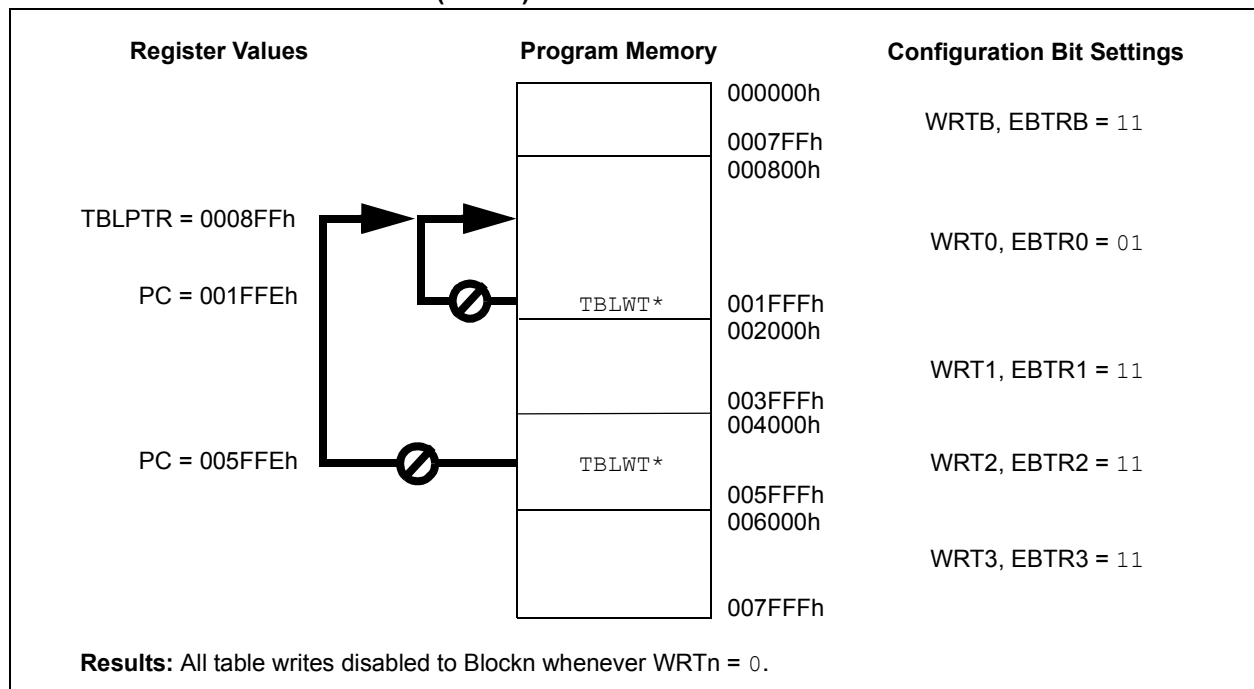 Register Values
Program Memory
Configuration Bit Settings
000000h
WRTB, EBTRB = 11
0007FFh
000800h
TBLPTR = 0008FFh
WRT0, EBTR0 = 01
PC = 001FFEh
TBLWT*
001FFFh
002000h
WRT1, EBTR1 = 11
003FFFh
004000h
PC = 005FFEh
TBLWT*
WRT2, EBTR2 = 11
005FFFh
006000h
WRT3, EBTR3 = 11
007FFFh
Results: All table writes disabled to Blockn whenever WRTn = 0.